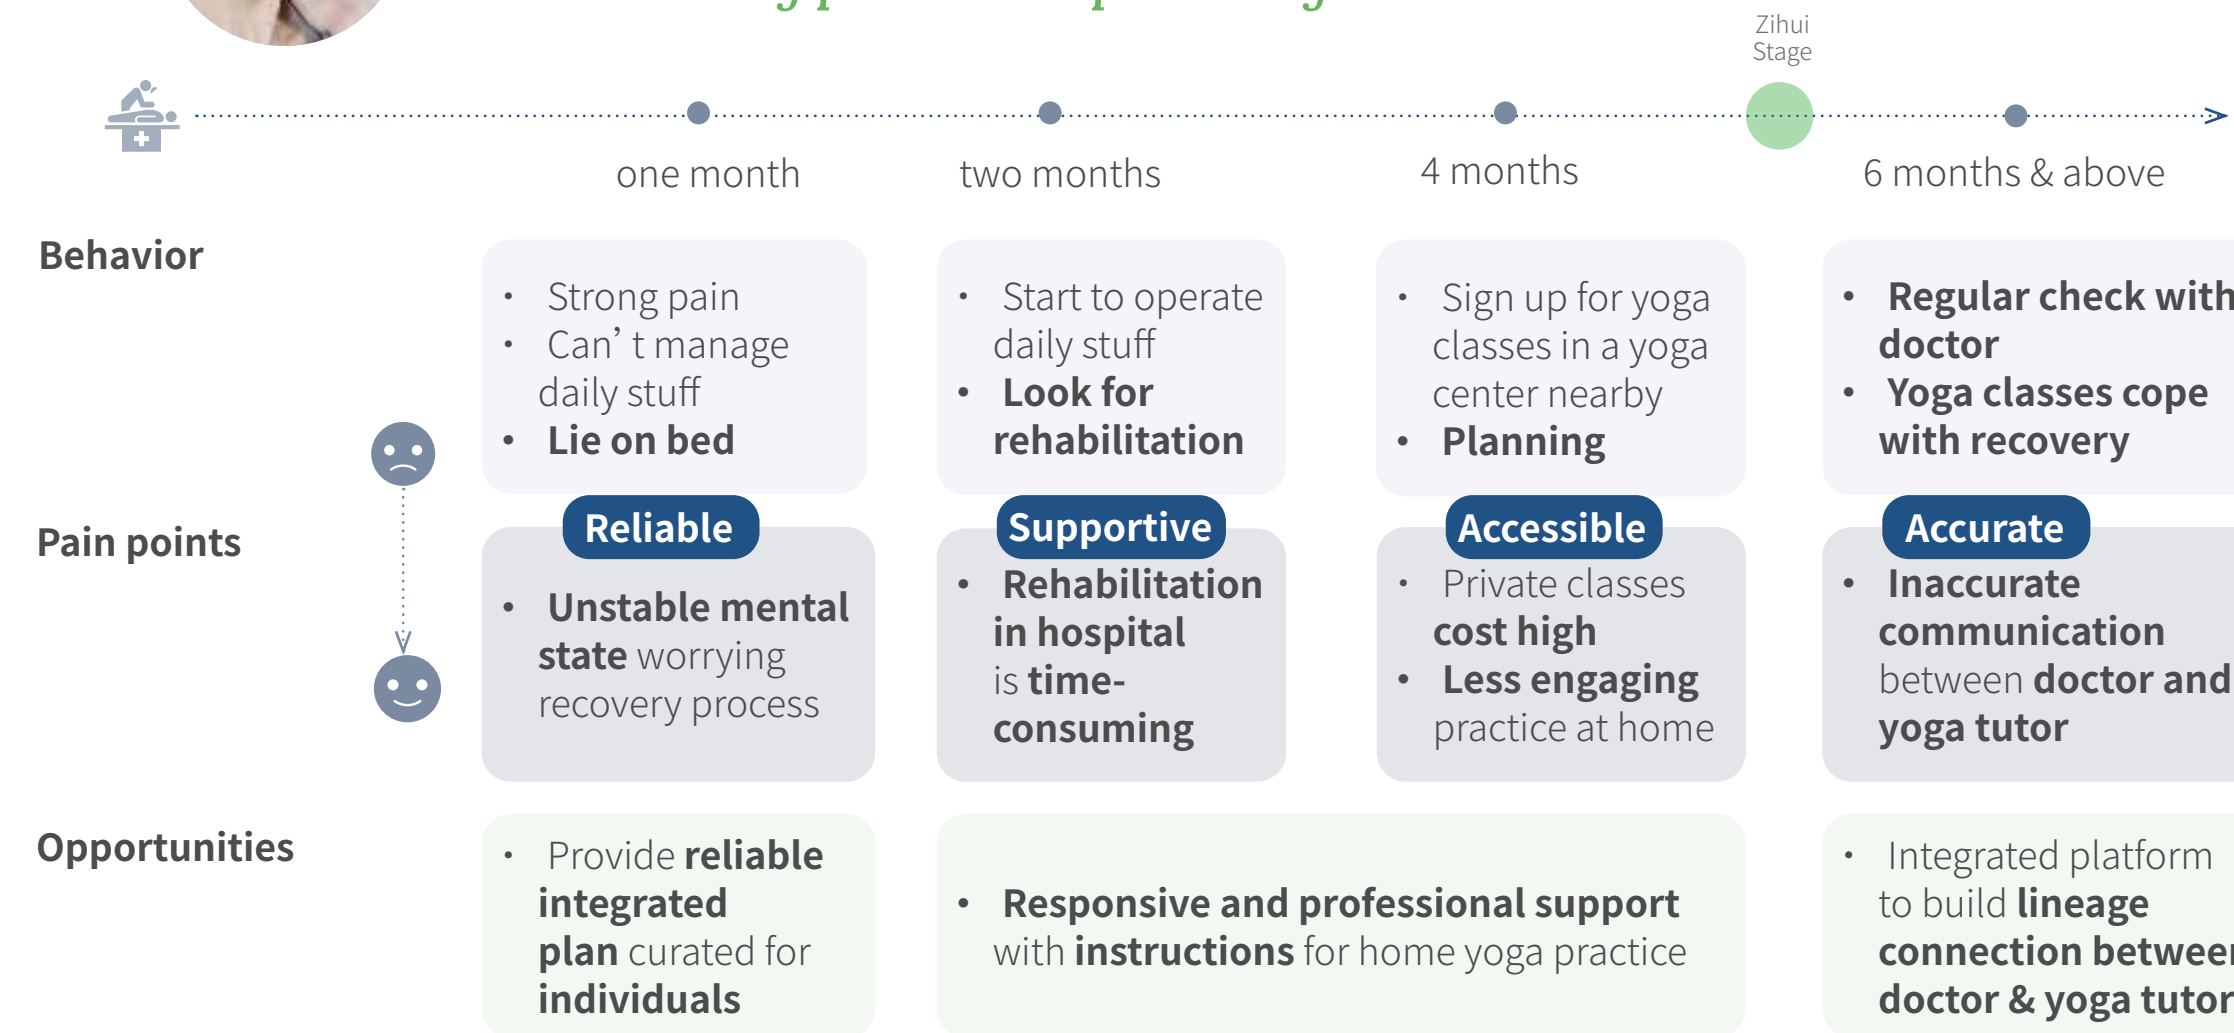 Zihui
Stage
one month
two months
4 months
6 months & above
Behavior
• Strong pain
• Can’ t manage
daily stuff
• Lie on bed
• Start to operate
daily stuff
• Look for
rehabilitation
• Sign up for yoga
classes in a yoga
center nearby
• Planning
• Regular check with
doctor
• Yoga classes cope
with recovery
Pain points
Reliable
• Unstable mental
state worrying
recovery process
Supportive
• Rehabilitation
in hospital
is time-
consuming
Accessible
• Private classes
cost high
• Less engaging
practice at home
Accurate
• Inaccurate
communication
between doctor and
yoga tutor
Opportunities
• Provide reliable
integrated
plan curated for
individuals
• Responsive and professional support
with instructions for home yoga practice
• Integrated platform
to build lineage
connection between
doctor & yoga tutor